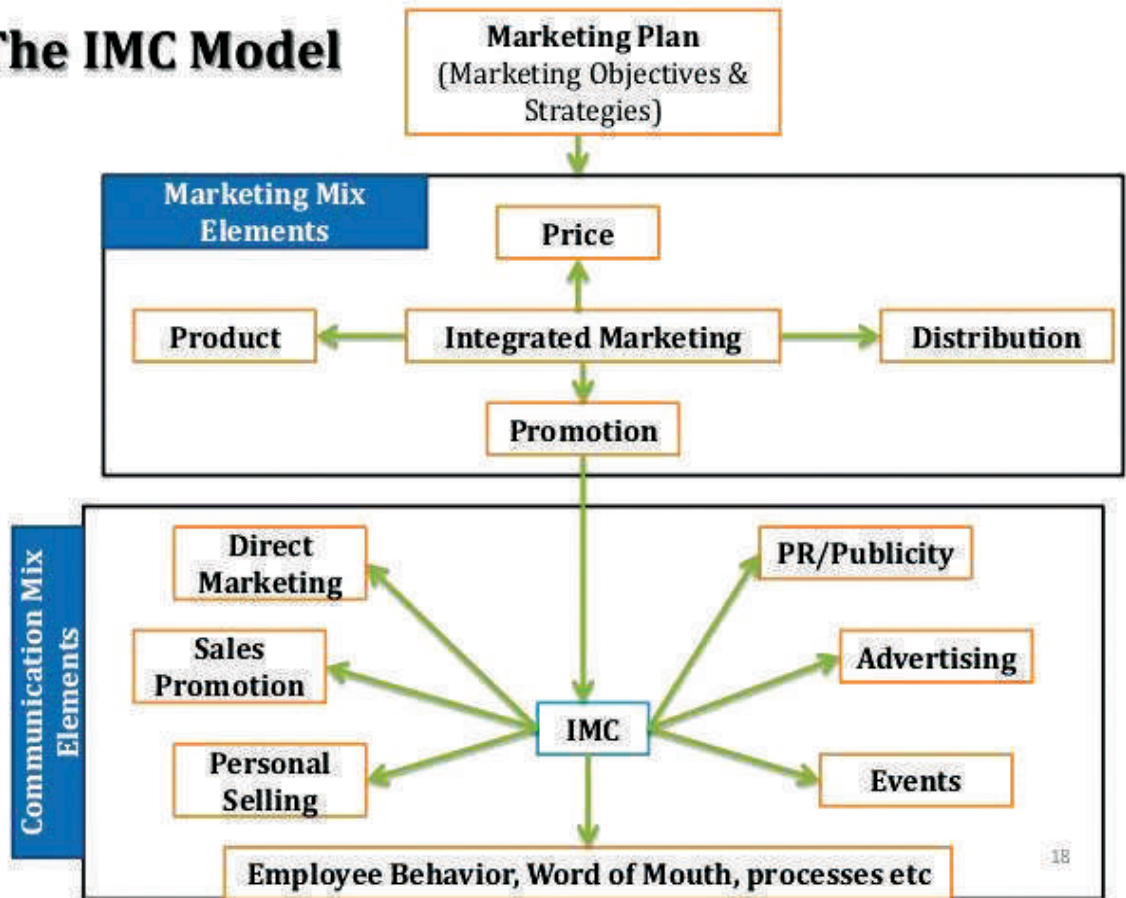 The IMC Model
Marketing Plan
(Marketing Objectives &
Strategies)
Marketing Mix
Elements
Price
Product
Integrated Marketing
Distribution
Promotion
Communication Mix
Elements
Direct
Marketing
PR/Publicity
Sales
Promotion
Advertising
IMC
Personal
Selling
Events
Employee Behavior, Word of Mouth, processes etc
18